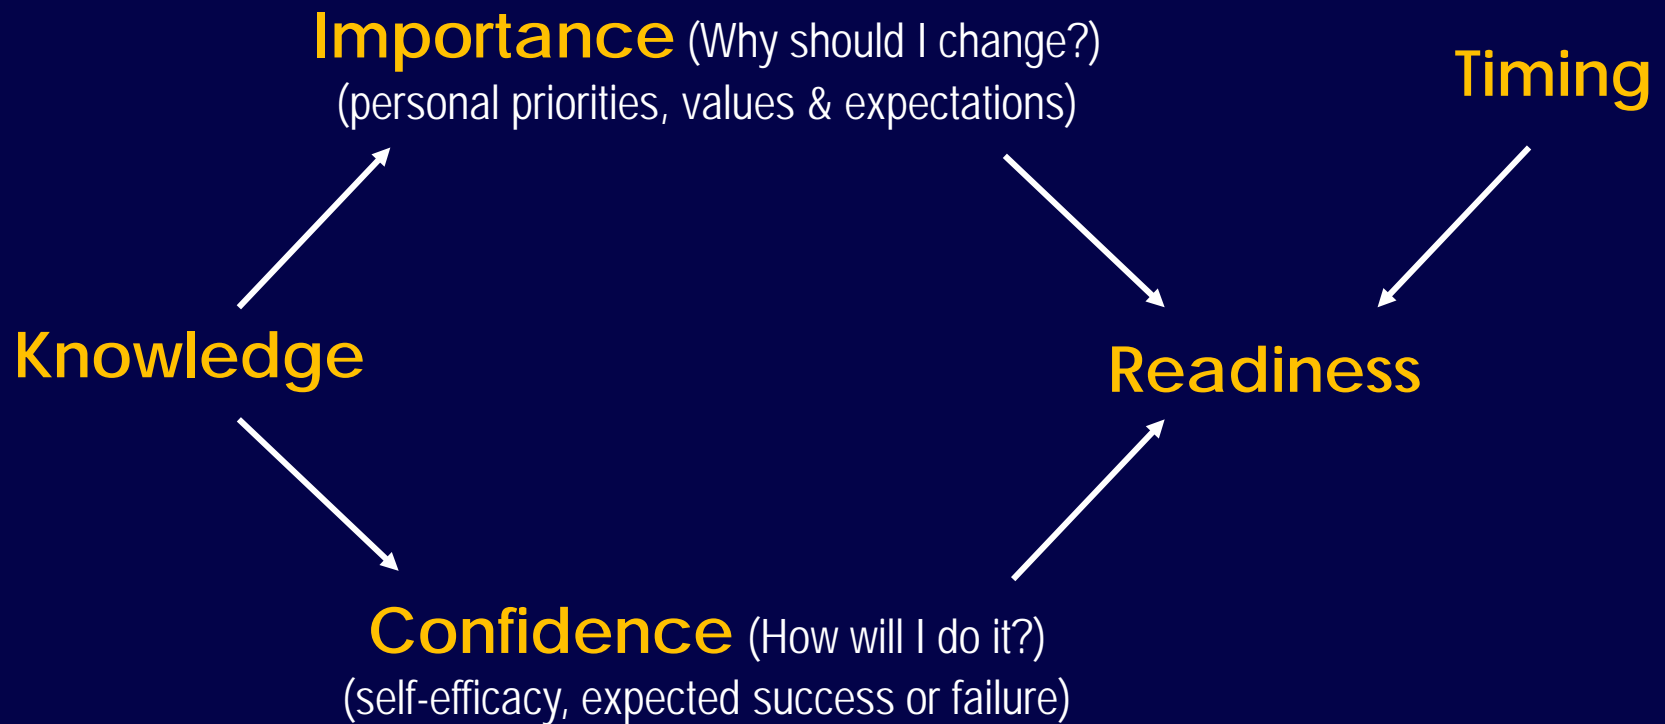 Importance (Why should I change?)
(personal priorities, values & expectations)
Timing
Knowledge
Readiness
Confidence (How will I do it?)
(self-efficacy, expected success or failure)